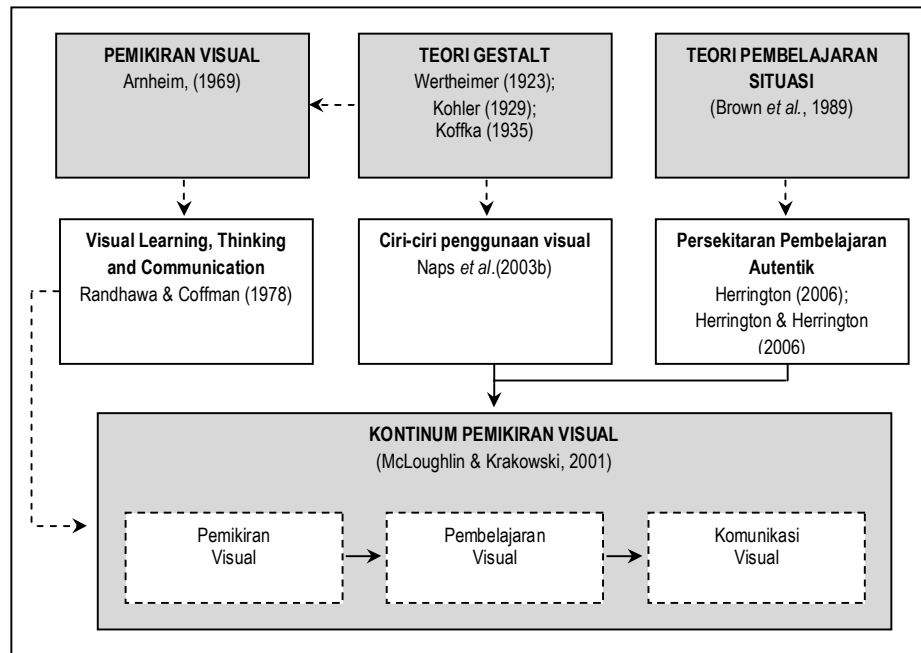 PEMIKIRAN VISUAL
Arnheim, (1969)
TEORI GESTALT
Wertheimer (1923);
Kohler (1929);
Koffka (1935)
TEORI PEMBELAJARAN
SITUASI
(Brown et al., 1989)
Visual Learning, Thinking
and Communication
Randhawa & Coffman (1978)
Ciri-ciri penggunaan visual
Naps et al.(2003b)
Persekitaran Pembelajaran
Autentik
Herrington (2006);
Herrington & Herrington
(2006)
KONTINUM PEMIKIRAN VISUAL
(McLoughlin & Krakowski, 2001)
Pemikiran
Visual
Pembelajaran
Visual
Komunikasi
Visual